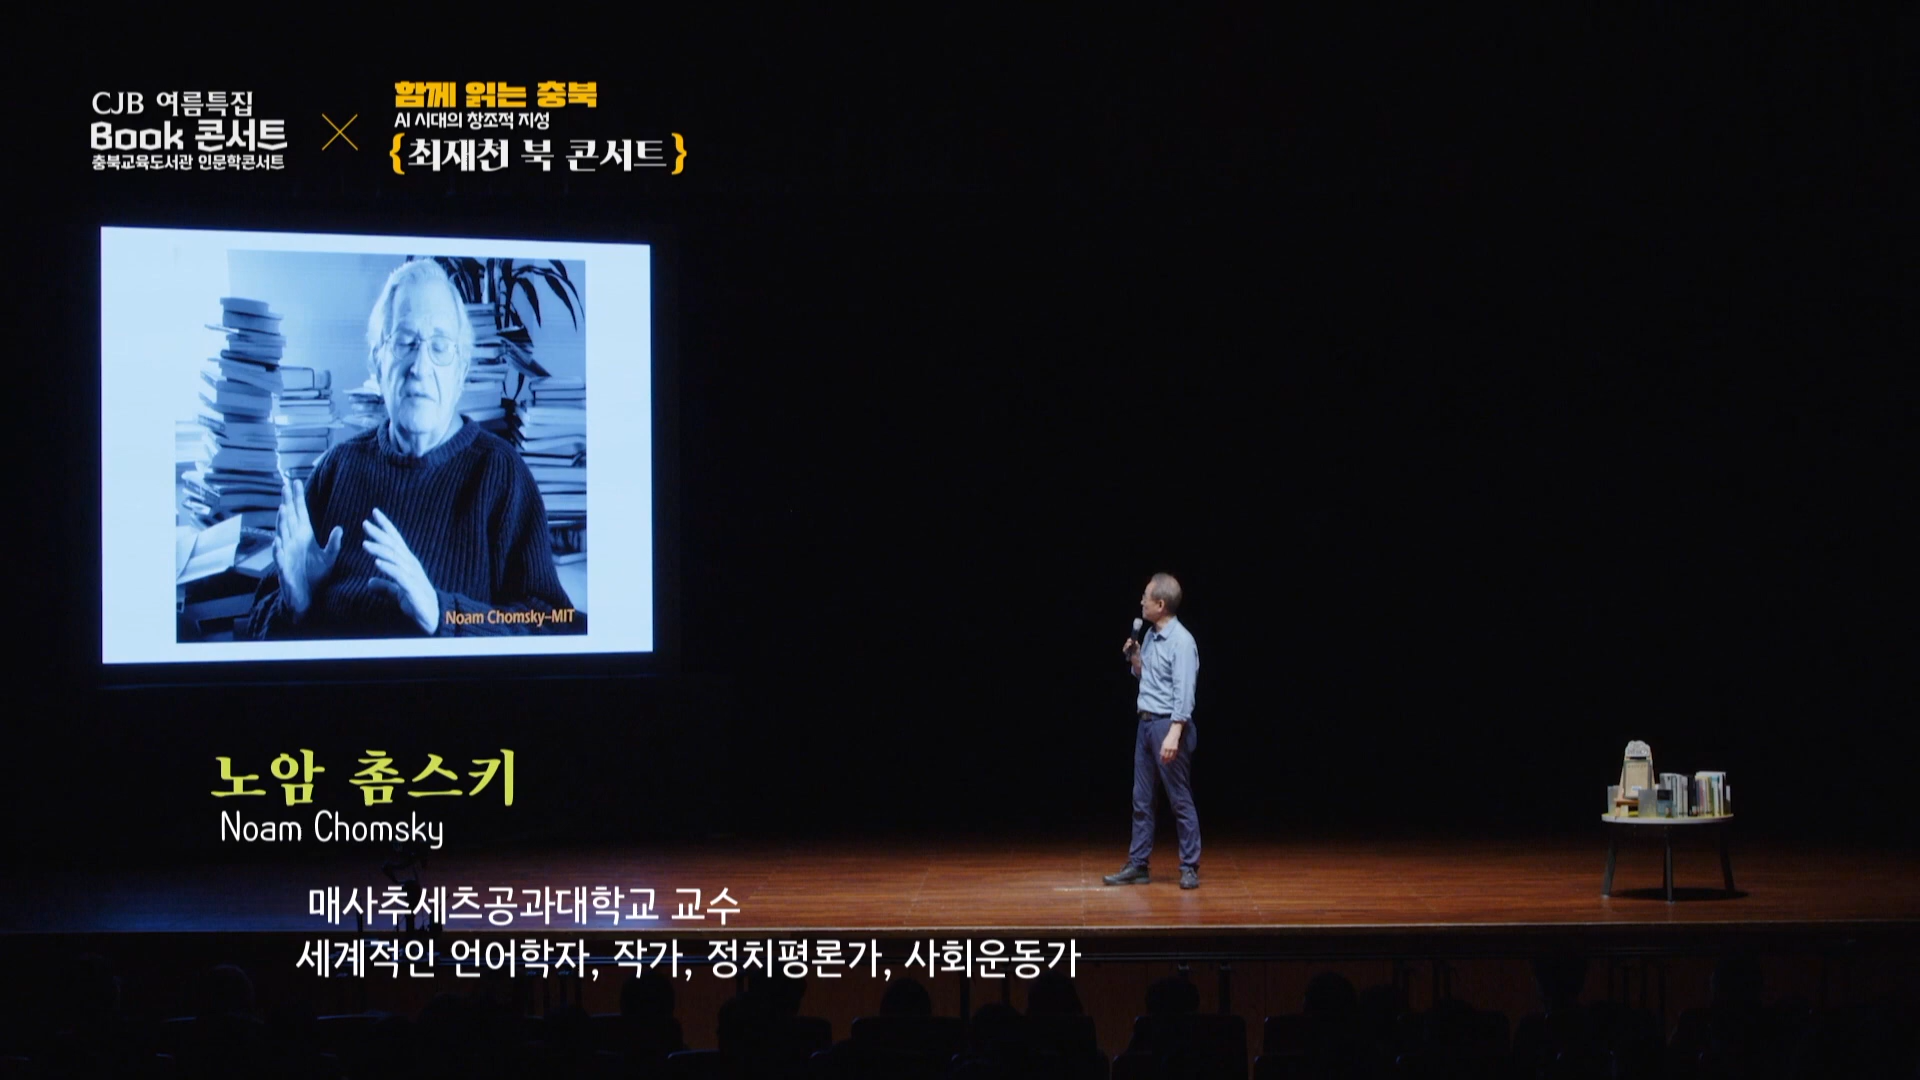 CJB 여름특집
Book 콘서트
충북교육도서관 인문학콘서트
함께 읽는 충북
AI 시대의 창조적 지성
{최재천 북 콘서트}
Noam Chomsky-MIT
노암 촘스키
Noam Chomsky
매사추세츠공과대학교 교수
세계적인 언어학자, 작가, 정치평론가, 사회운동가